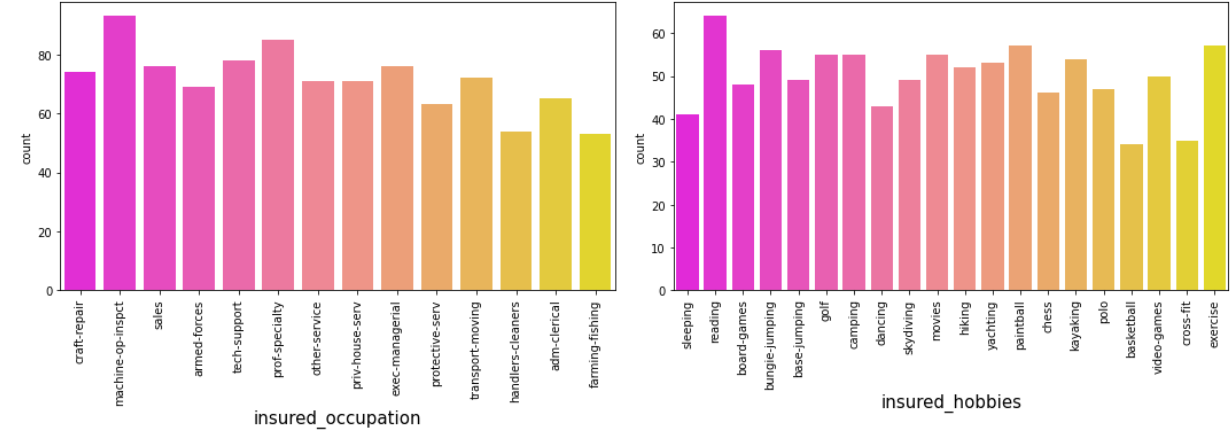 count
80
60
40
20
0
craft-repair
machine-op-inspct
sales
armed-forces
tech-support
prof-specialty
other-service
priv-house-serv
exec-managerial
protective-serv
transport-moving
handlers-cleaners
adm-clerical
farming-fishing
insured_occupation
count
60
50
40
30
20
10
0
sleeping
reading
board-games
bungie-jumping
base-jumping
golf
camping
dancing
skydiving
movies
hiking
yachting
paintball
chess
kayaking
polo
basketball
video-games
cross-fit
exercise
insured_hobbies